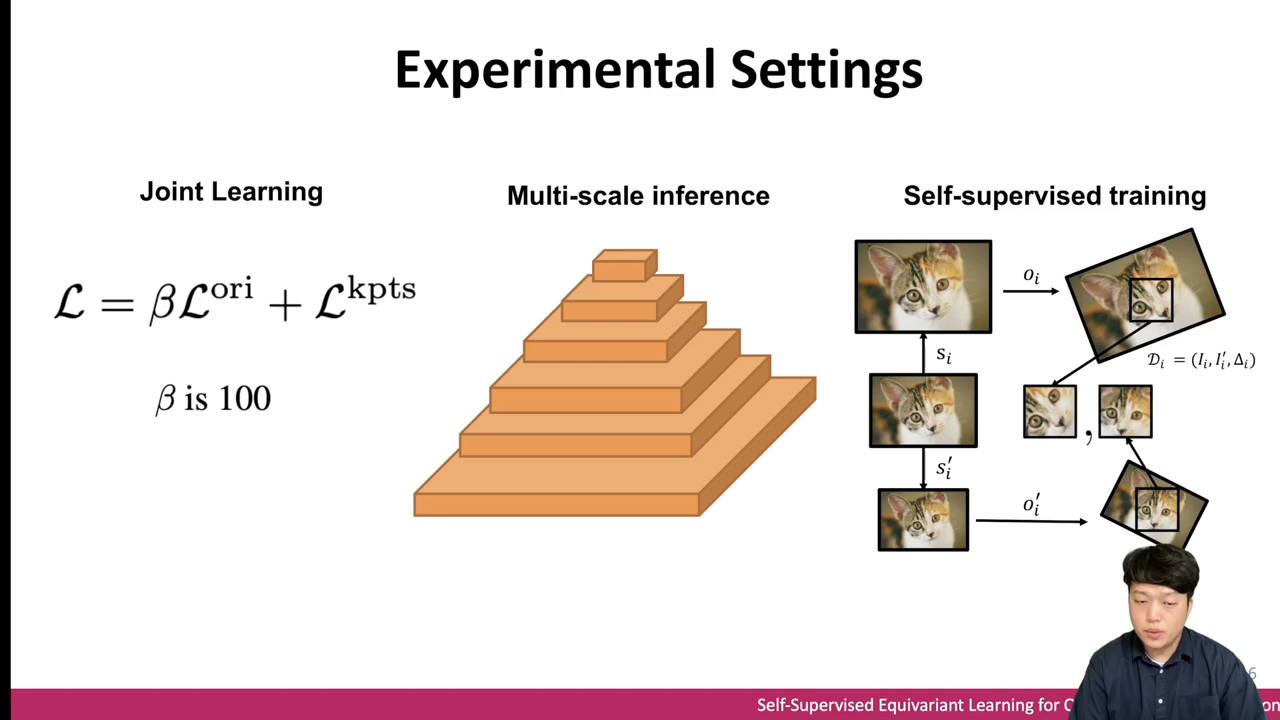 Experimental Settings
Joint Learning
ℒ = βℒ^ori + ℒ^kpts
β is 100
Multi-scale inference
Self-supervised training
o_i
s_i
𝒟_i = (I_i, I′_i, Δ_i)
,
s′_i
o′_i
6
Self-Supervised Equivariant Learning for